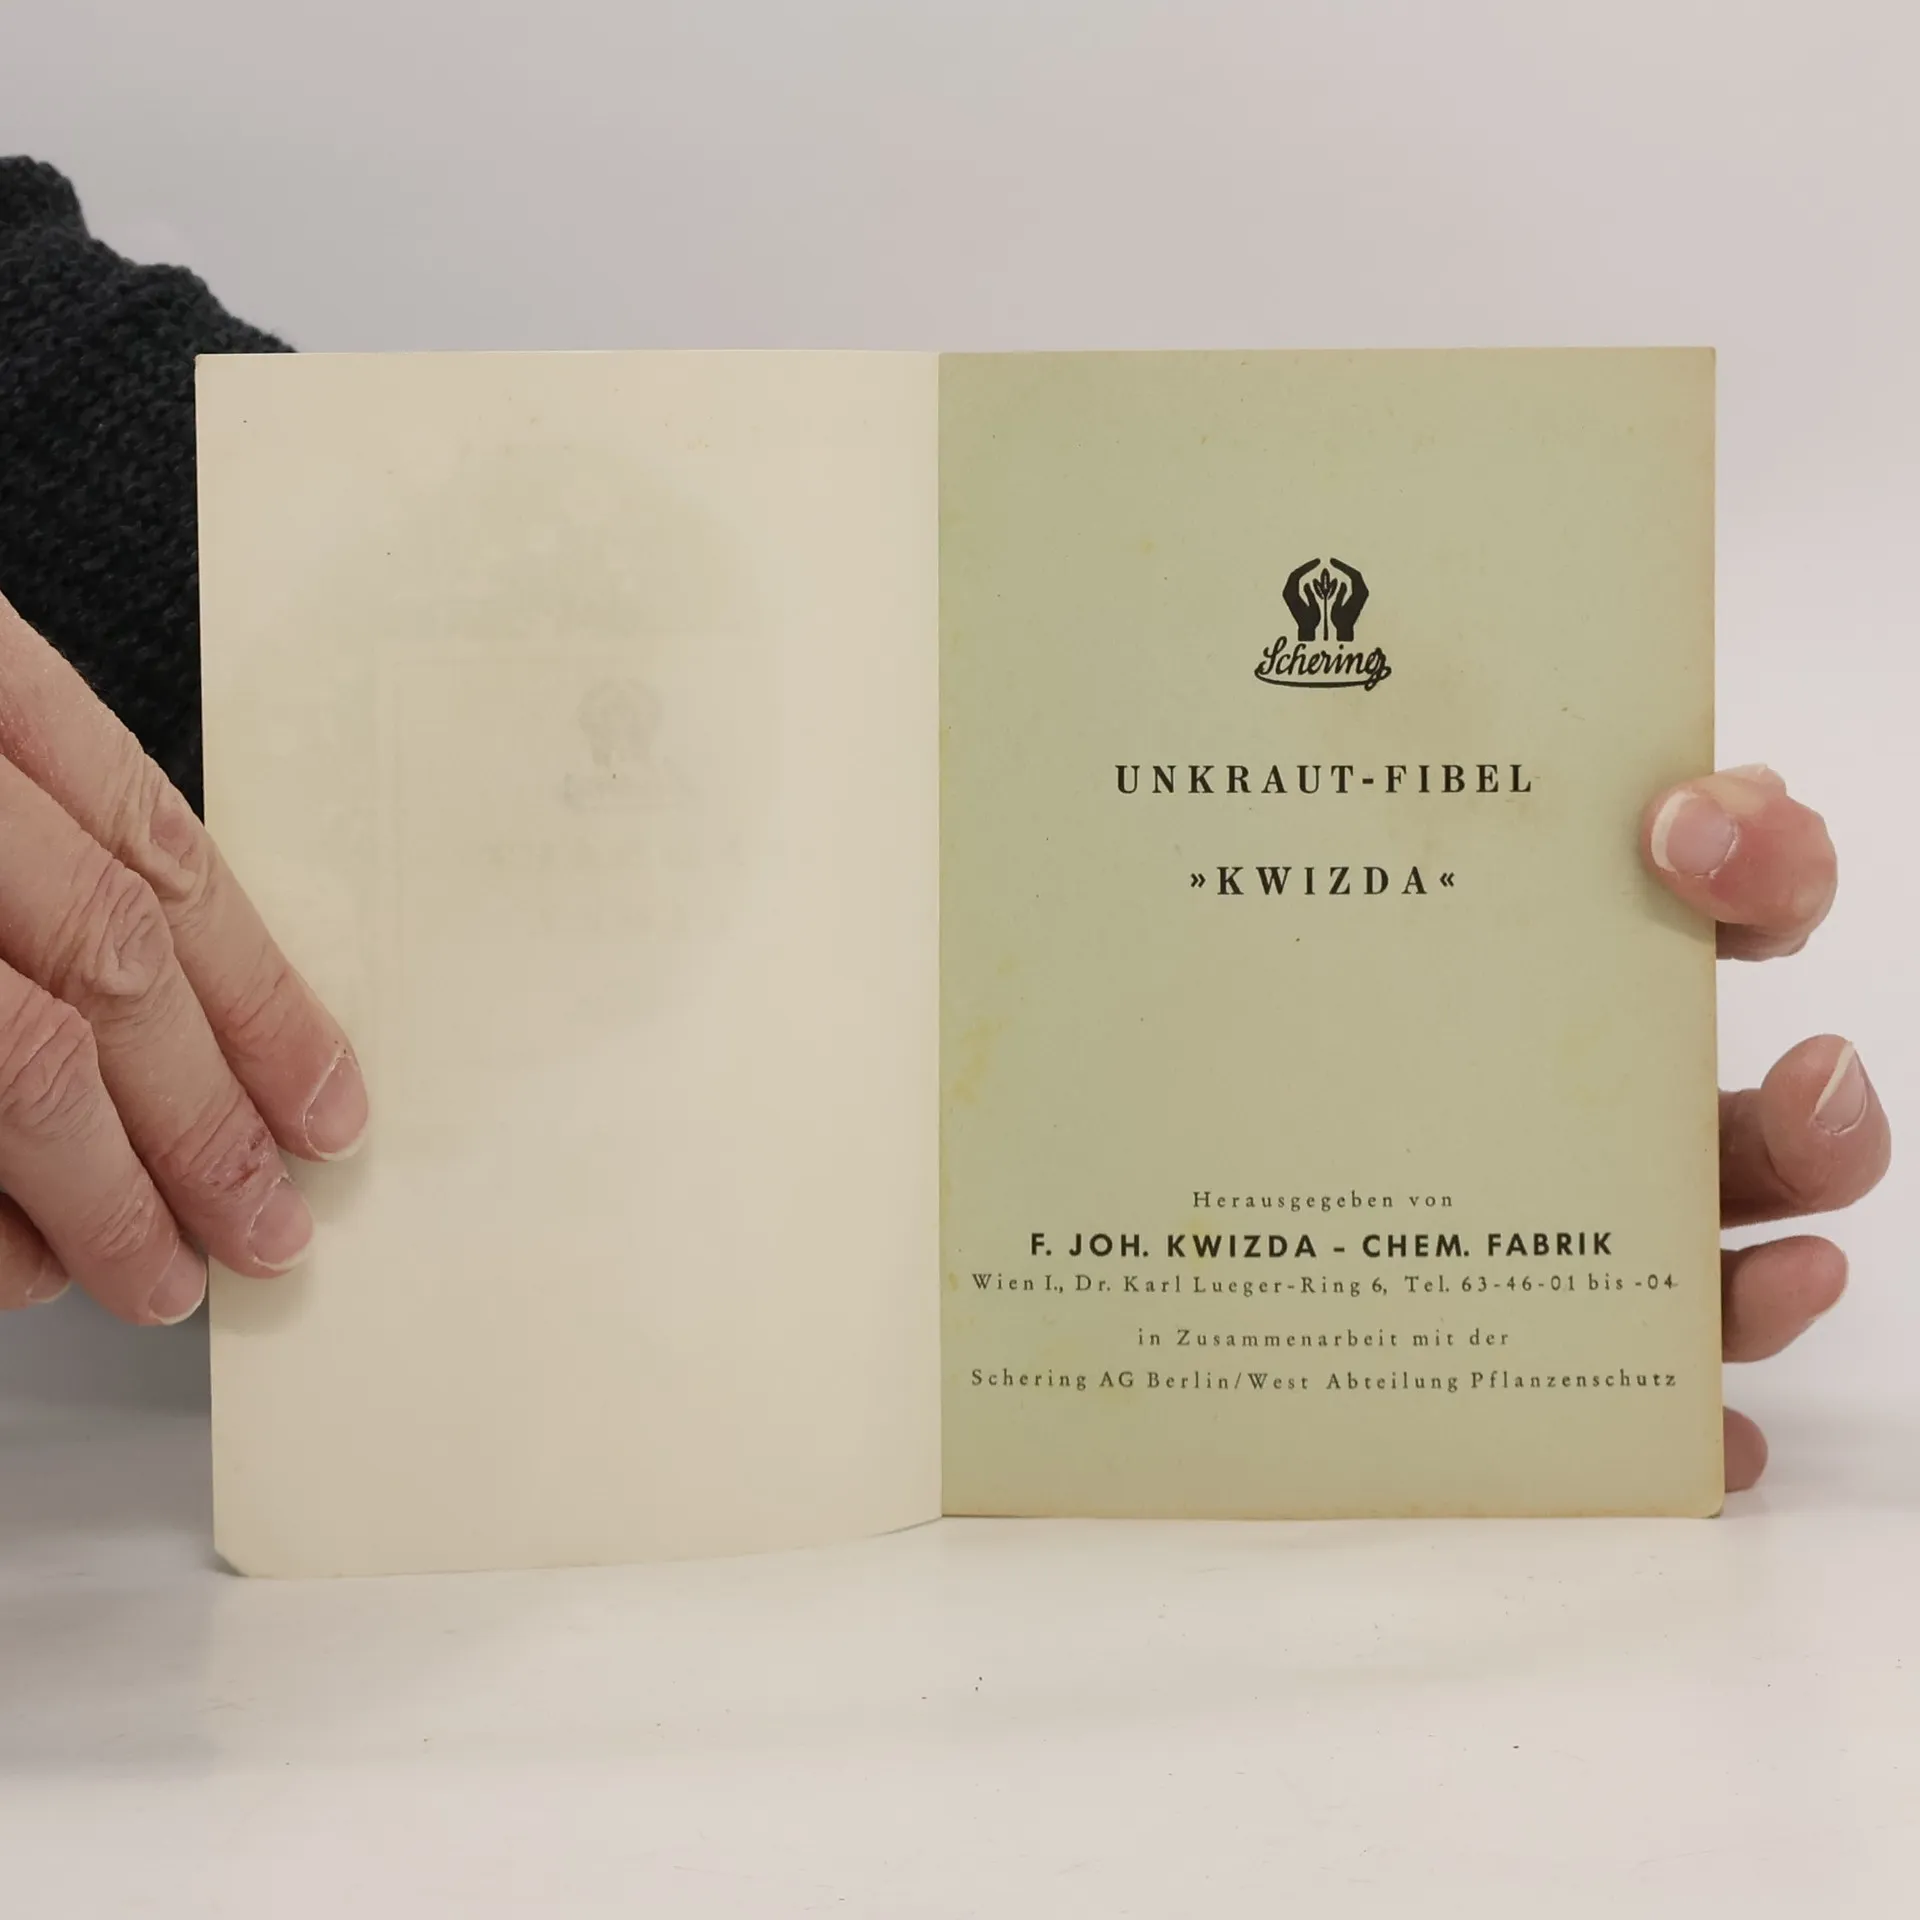 Schering
UNKRAUT-FIBEL
»KWIZDA«
Herausgegeben von
F. JOH. KWIZDA - CHEM. FABRIK
Wien I., Dr. Karl Lueger-Ring 6, Tel. 63-46-01 bis -04
in Zusammenarbeit mit der
Schering AG Berlin/West Abteilung Pflanzenschutz